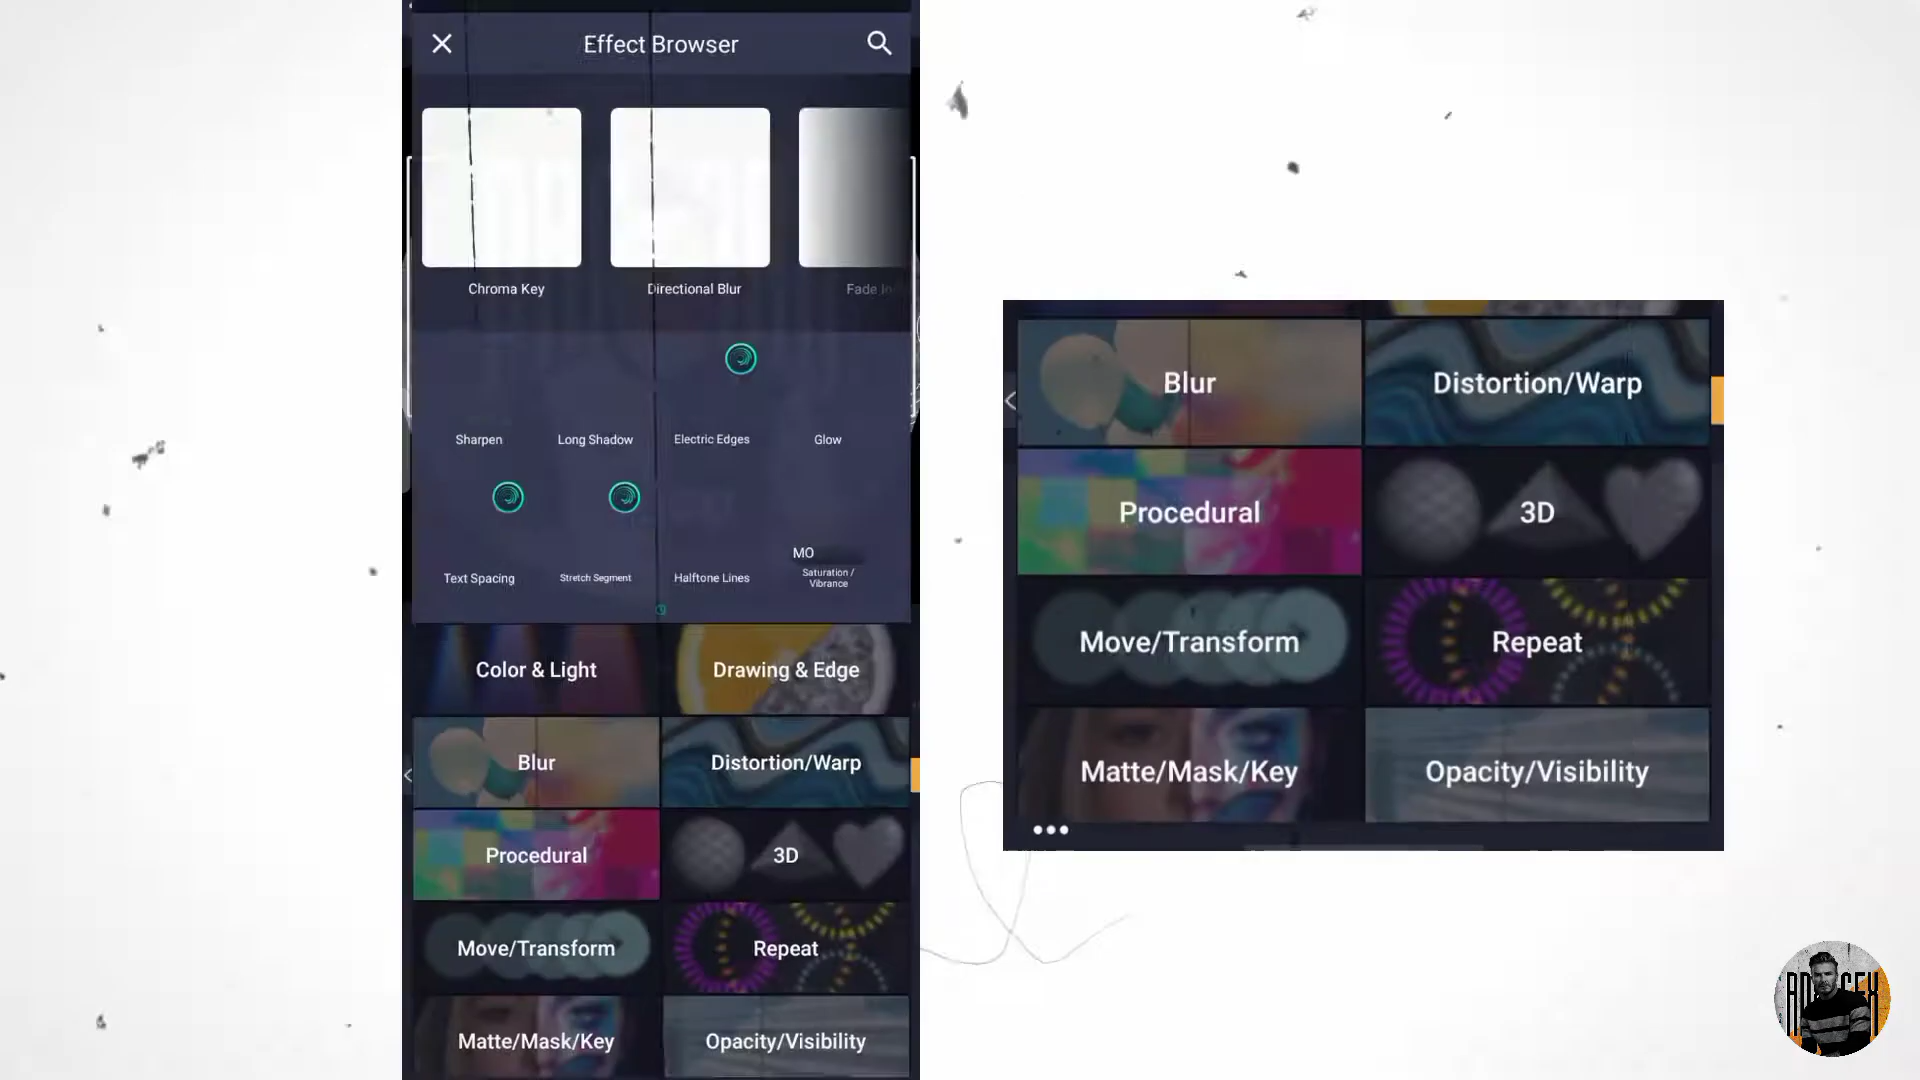 Effect Browser
Chroma Key
Directional Blur
Fade In/
Sharpen
Long Shadow
Electric Edges
Glow
Text Spacing
Stretch Segment
Halftone Lines
MO
Saturation /
Vibrance
Color & Light
Drawing & Edge
Blur
Distortion/Warp
Procedural
3D
Move/Transform
Repeat
Matte/Mask/Key
Opacity/Visibility
Blur
Distortion/Warp
Procedural
3D
Move/Transform
Repeat
Matte/Mask/Key
Opacity/Visibility